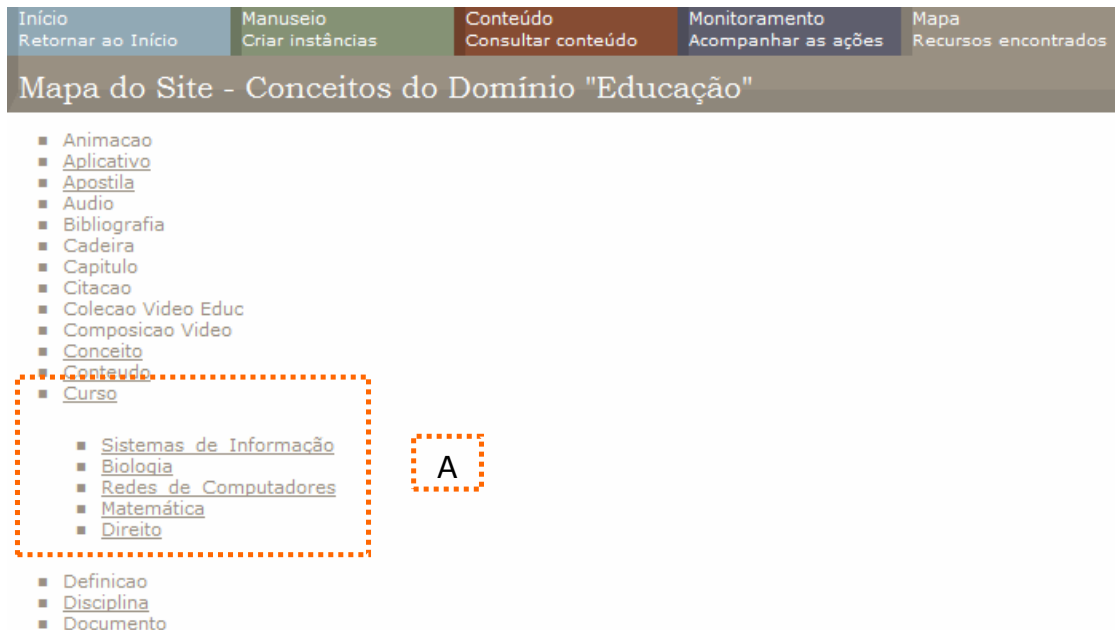 Início
Retornar ao Início
Manuseio
Criar instâncias
Conteúdo
Consultar conteúdo
Monitoramento
Acompanhar as ações
Mapa
Recursos encontrados
Mapa do Site - Conceitos do Domínio "Educação"
Animacao
Aplicativo
Apostila
Audio
Bibliografia
Cadeira
Capitulo
Citacao
Colecao Video Educ
Composicao Video
Conceito
Conteudo
Curso
Sistemas de Informação
Biologia
Redes de Computadores
Matemática
Direito
A
Definicao
Disciplina
Documento